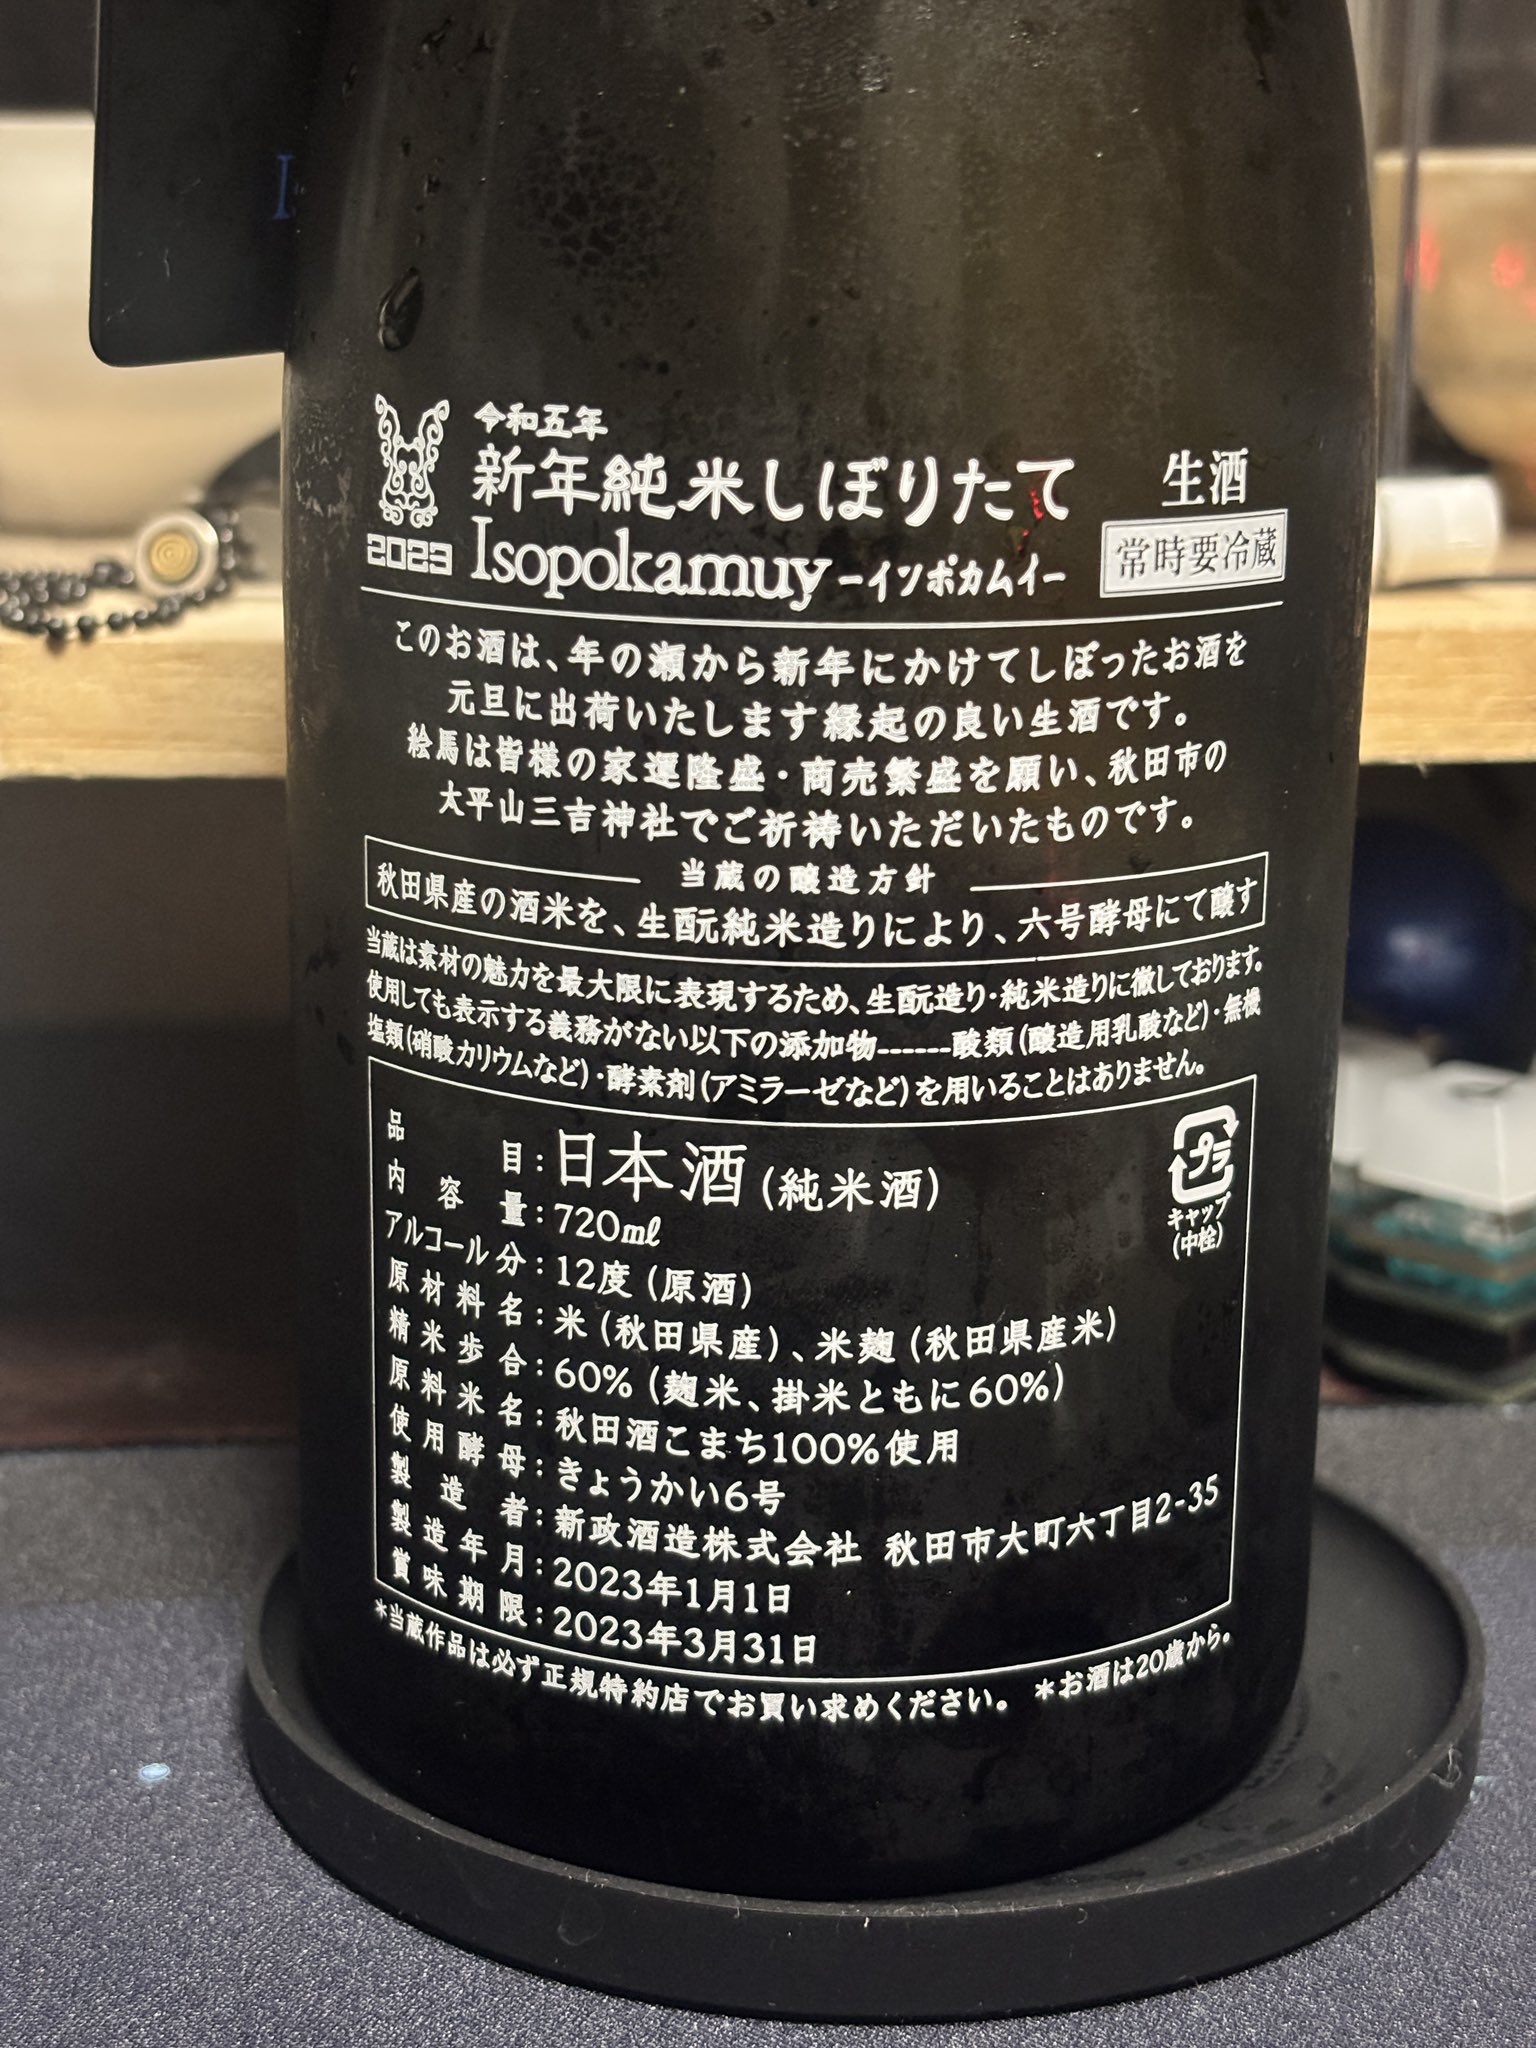 I
令和五年
新年純米しぼりたて
生酒
2023
Isopokamuy -イソポカムイ-
常時要冷蔵
このお酒は、年の瀬から新年にかけてしぼったお酒を
元旦に出荷いたします縁起の良い生酒です。
絵馬は皆様の家運隆盛・商売繁盛を願い、秋田市の
大平山三吉神社でご祈祷いただいたものです。
当蔵の醸造方針
秋田県産の酒米を、生酛純米造りにより、六号酵母にて醸す
当蔵は素材の魅力を最大限に表現するため、生酛造り・純米造りに徹しております。
使用しても表示する義務がない以下の添加物------酸類(醸造用乳酸など)・無機
塩類(硝酸カリウムなど)・酵素剤(アミラーゼなど)を用いることはありません。
品目:日本酒(純米酒)
内容量:720ml
アルコール分:12度(原酒)
原材料名:米(秋田県産)、米麹(秋田県産米)
精米歩合:60%(麹米、掛米ともに60%)
原料米名:秋田酒こまち100%使用
使用酵母:きょうかい6号
製造者:新政酒造株式会社 秋田市大町六丁目2-35
製造年月:2023年1月1日
賞味期限:2023年3月31日
プラ
キャップ
(中栓)
*当蔵作品は必ず正規特約店でお買い求めください。 *お酒は20歳から。